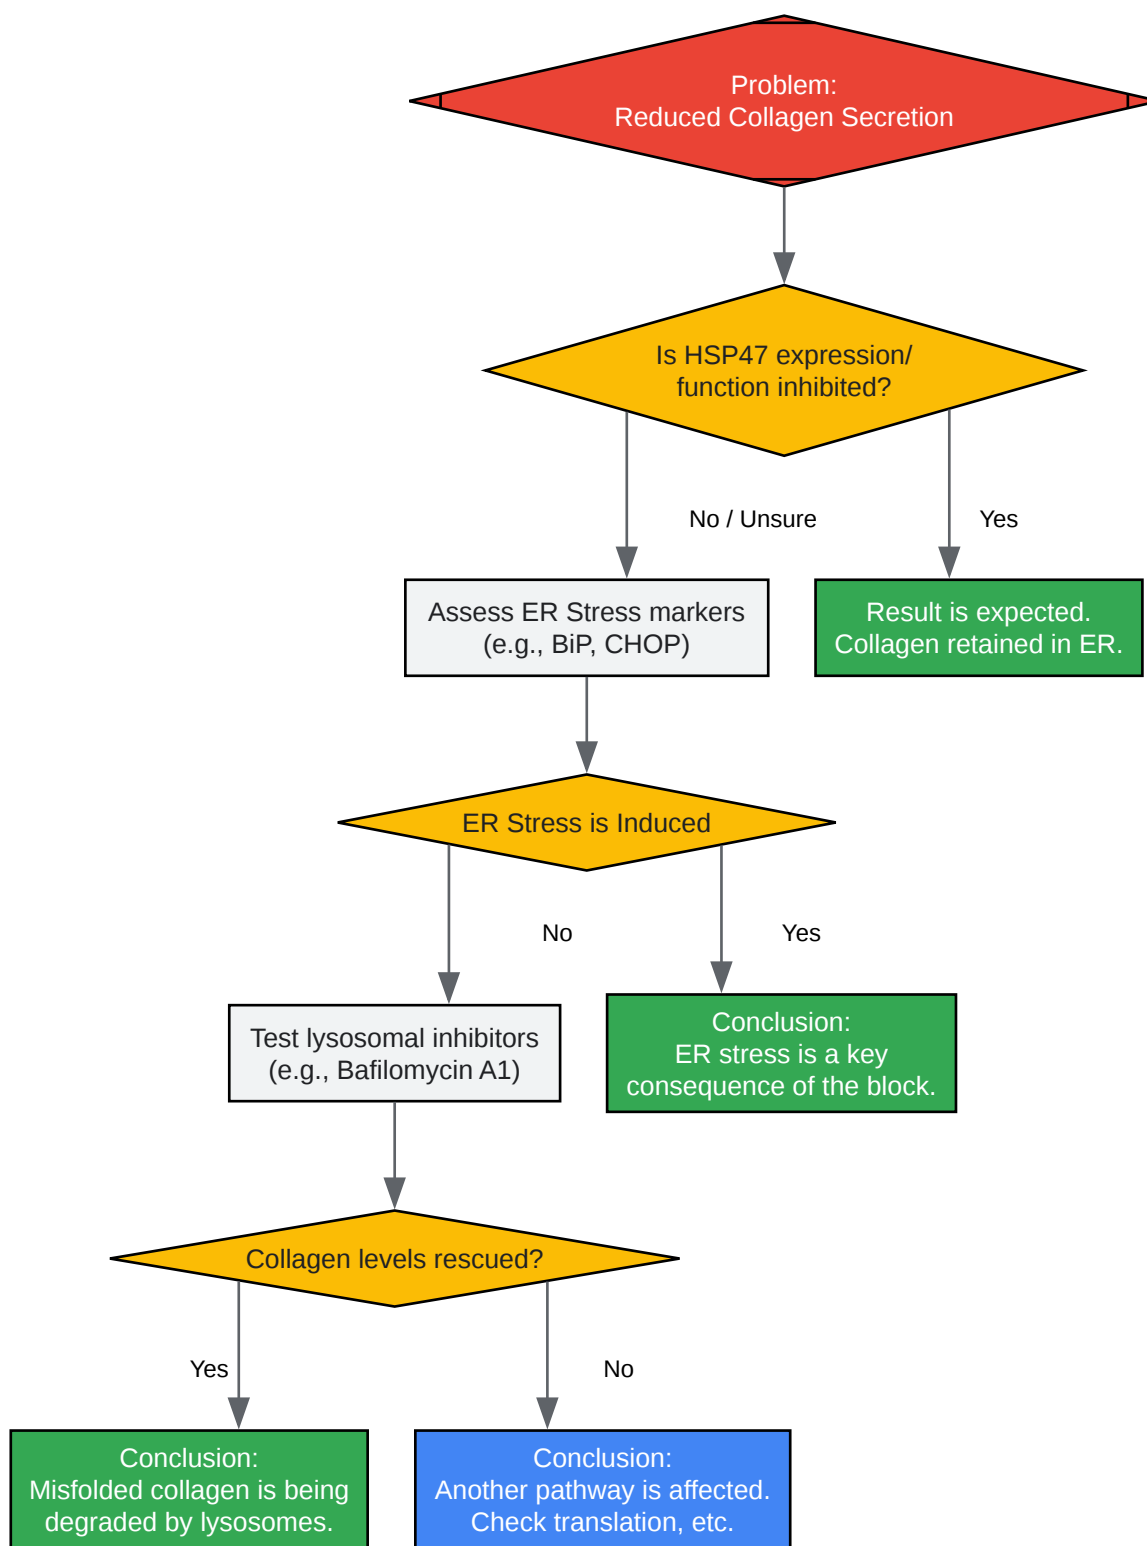 Problem:
Reduced Collagen Secretion
Is HSP47 expression/
function inhibited?
No / Unsure
Yes
Assess ER Stress markers
(e.g., BiP, CHOP)
Result is expected.
Collagen retained in ER.
ER Stress is Induced
No
Yes
Test lysosomal inhibitors
(e.g., Bafilomycin A1)
Conclusion:
ER stress is a key
consequence of the block.
Collagen levels rescued?
Yes
No
Conclusion:
Misfolded collagen is being
degraded by lysosomes.
Conclusion:
Another pathway is affected.
Check translation, etc.